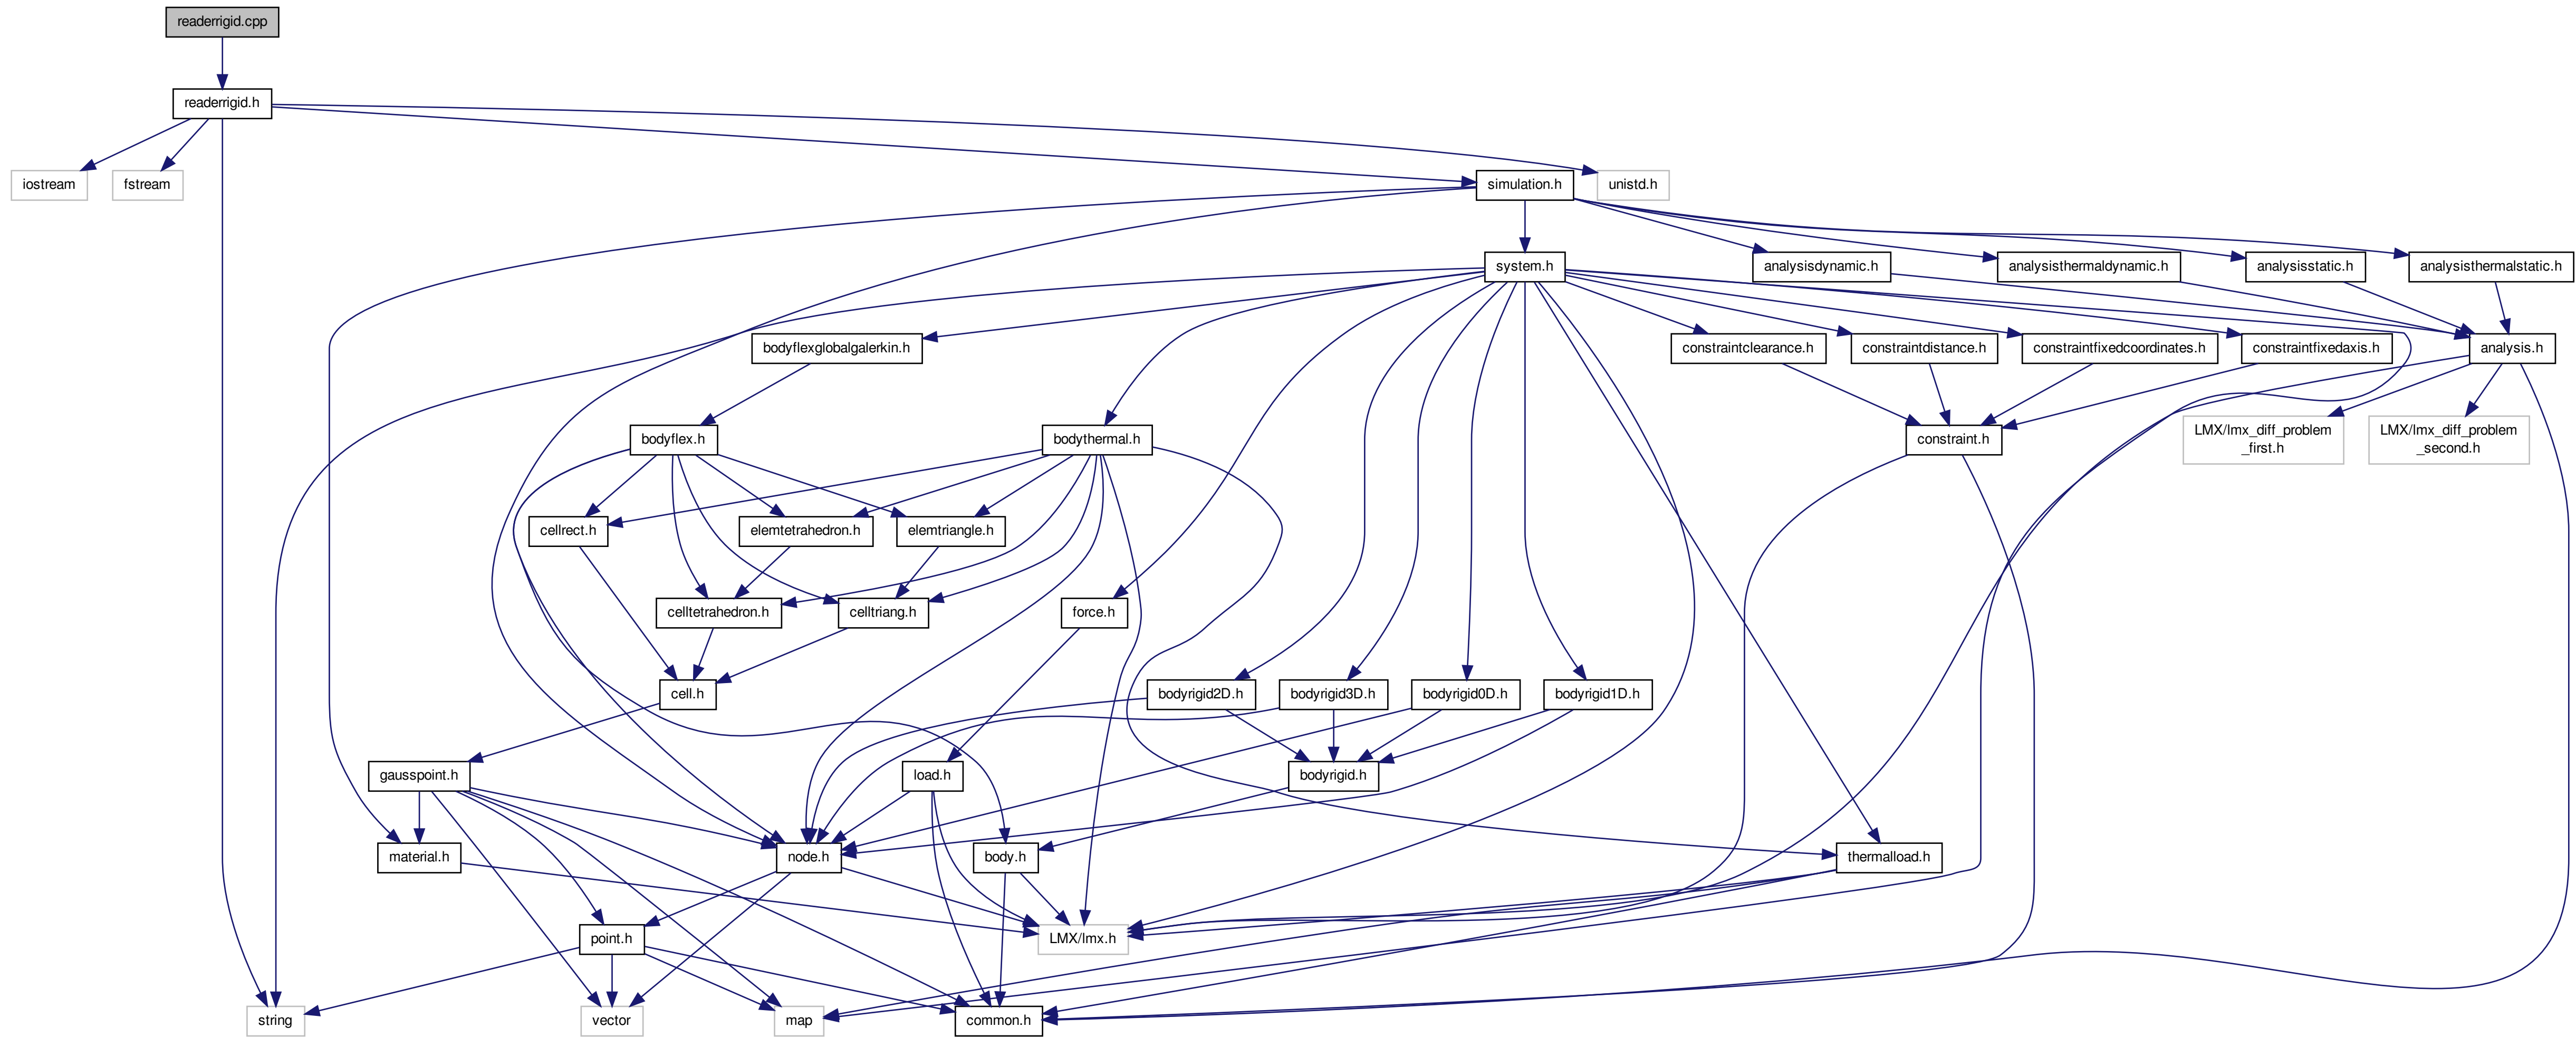 readerrigid.cpp
readerrigid.h
iostream
fstream
simulation.h
unistd.h
system.h
analysisdynamic.h
analysisthermaldynamic.h
analysisstatic.h
analysisthermalstatic.h
bodyflexglobalgalerkin.h
constraintclearance.h
constraintdistance.h
constraintfixedcoordinates.h
constraintfixedaxis.h
analysis.h
bodyflex.h
bodythermal.h
constraint.h
LMX/lmx_diff_problem
_first.h
LMX/lmx_diff_problem
_second.h
cellrect.h
elemtetrahedron.h
elemtriangle.h
celltetrahedron.h
celltriang.h
force.h
cell.h
bodyrigid2D.h
bodyrigid3D.h
bodyrigid0D.h
bodyrigid1D.h
gausspoint.h
load.h
bodyrigid.h
material.h
node.h
body.h
thermalload.h
point.h
LMX/lmx.h
string
vector
map
common.h